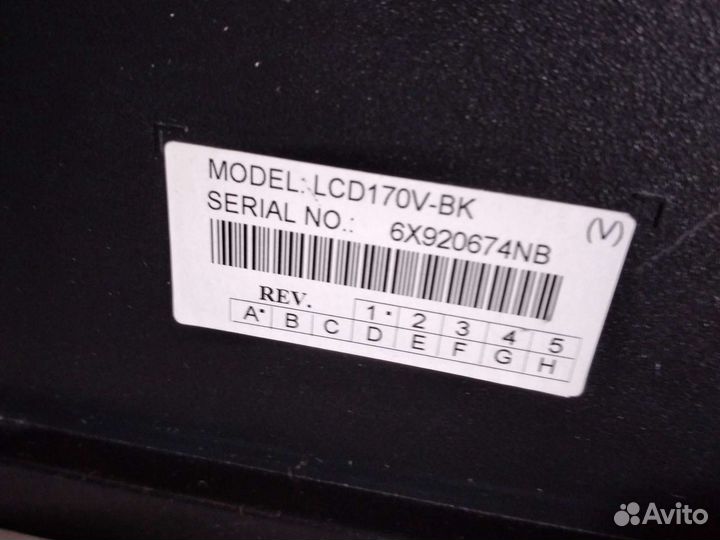 MODEL: LCD170V-BK
SERIAL NO.: 6X920674NB
(V)
REV. 1· 2 3 4 5
A· B C D E F G H
Avito